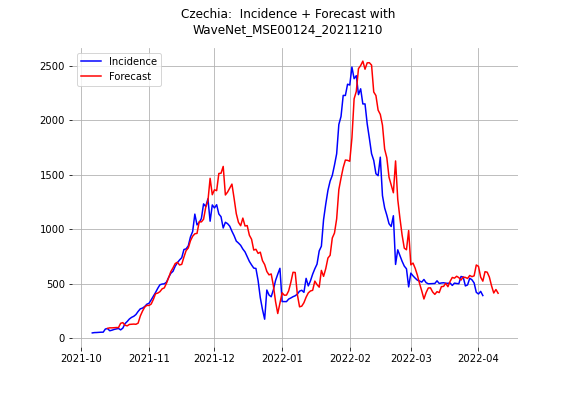 Czechia:  Incidence + Forecast with
WaveNet_MSE00124_20211210
Incidence
Forecast
2500
2000
1500
1000
500
0
2021-10 2021-11 2021-12 2022-01 2022-02 2022-03 2022-04